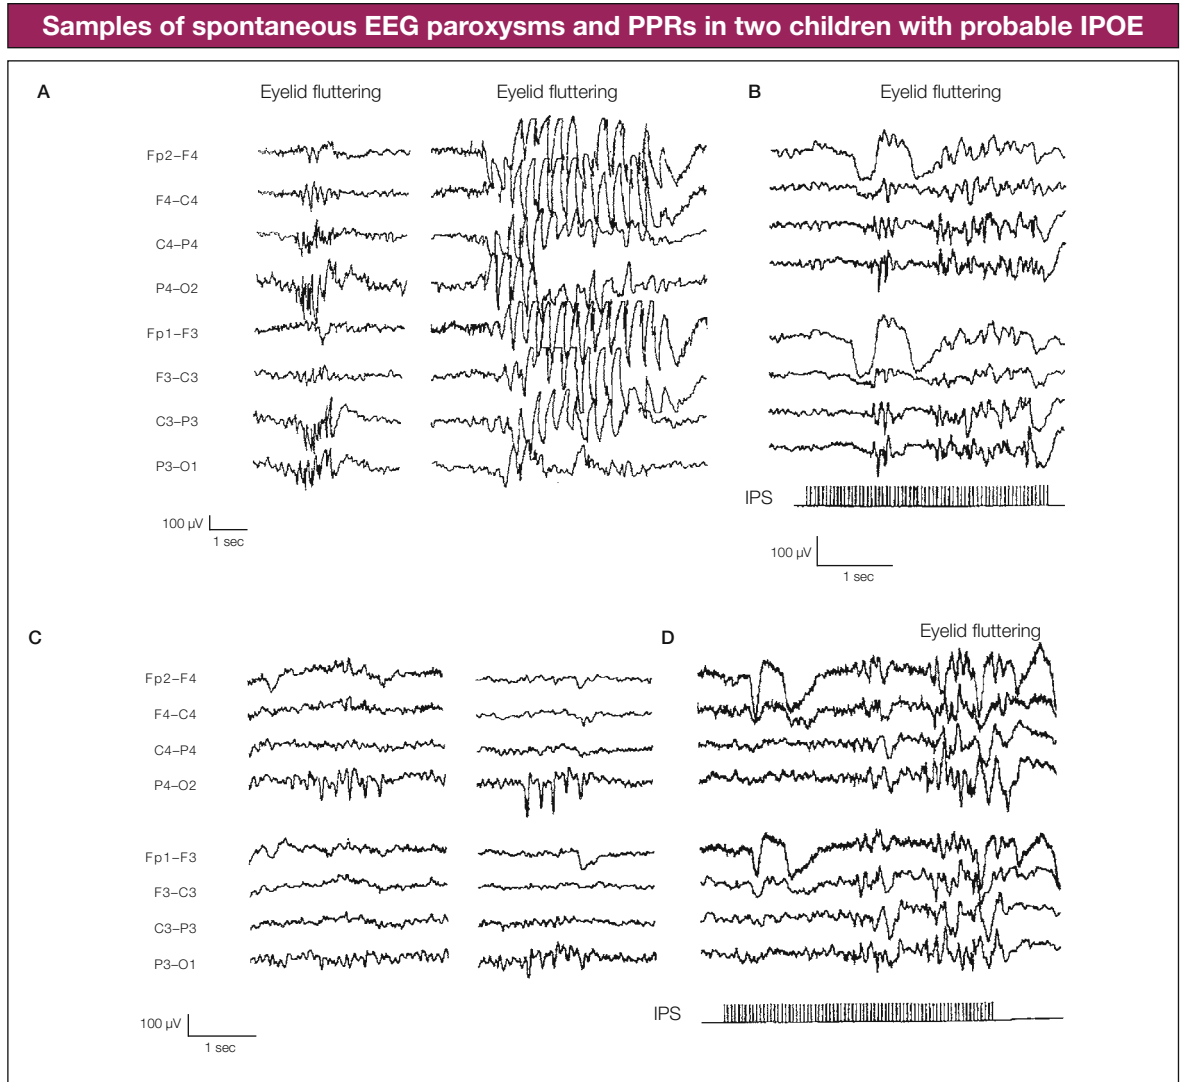 Samples of spontaneous EEG paroxysms and PPRs in two children with probable IPOE
A
Eyelid fluttering
Eyelid fluttering
Fp2–F4
F4–C4
C4–P4
P4–O2
Fp1–F3
F3–C3
C3–P3
P3–O1
100 µV
1 sec
B
Eyelid fluttering
IPS
100 µV
1 sec
C
Fp2–F4
F4–C4
C4–P4
P4–O2
Fp1–F3
F3–C3
C3–P3
P3–O1
100 µV
1 sec
D
Eyelid fluttering
IPS